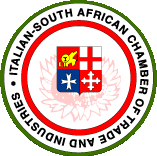 • ITALIAN-SOUTH AFRICAN CHAMBER OF TRADE AND INDUSTRIES